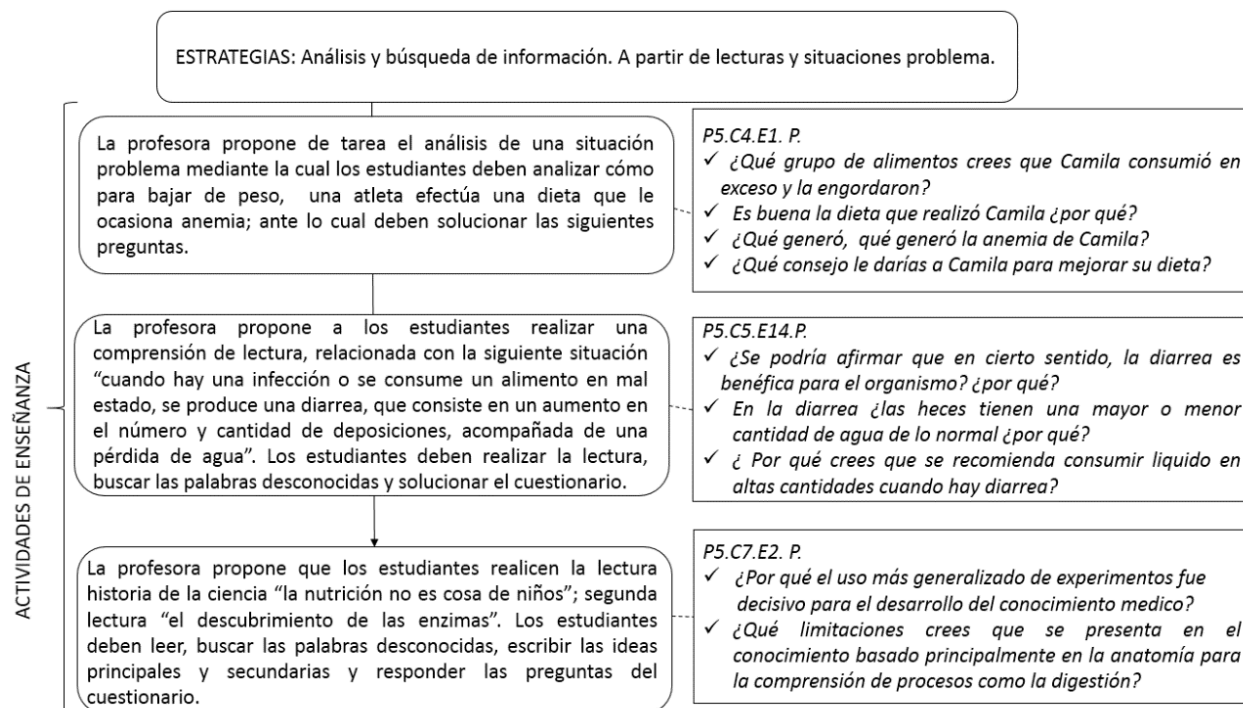 ESTRATEGIAS: Análisis y búsqueda de información. A partir de lecturas y situaciones problema.
ACTIVIDADES DE ENSEÑANZA
La profesora propone de tarea el análisis de una situación
problema mediante la cual los estudiantes deben analizar cómo
para bajar de peso, una atleta efectúa una dieta que le
ocasiona anemia; ante lo cual deben solucionar las siguientes
preguntas.
P5.C4.E1. P.
✓ ¿Qué grupo de alimentos crees que Camila consumió en
exceso y la engordaron?
✓ Es buena la dieta que realizó Camila ¿por qué?
✓ ¿Qué generó, qué generó la anemia de Camila?
✓ ¿Qué consejo le darías a Camila para mejorar su dieta?
La profesora propone a los estudiantes realizar una
comprensión de lectura, relacionada con la siguiente situación
“cuando hay una infección o se consume un alimento en mal
estado, se produce una diarrea, que consiste en un aumento en
el número y cantidad de deposiciones, acompañada de una
pérdida de agua”. Los estudiantes deben realizar la lectura,
buscar las palabras desconocidas y solucionar el cuestionario.
P5.C5.E14.P.
✓ ¿Se podría afirmar que en cierto sentido, la diarrea es
benéfica para el organismo? ¿por qué?
✓ En la diarrea ¿las heces tienen una mayor o menor
cantidad de agua de lo normal ¿por qué?
✓ ¿ Por qué crees que se recomienda consumir liquido en
altas cantidades cuando hay diarrea?
La profesora propone que los estudiantes realicen la lectura
historia de la ciencia “la nutrición no es cosa de niños”; segunda
lectura “el descubrimiento de las enzimas”. Los estudiantes
deben leer, buscar las palabras desconocidas, escribir las ideas
principales y secundarias y responder las preguntas del
cuestionario.
P5.C7.E2. P.
✓ ¿Por qué el uso más generalizado de experimentos fue
decisivo para el desarrollo del conocimiento medico?
✓ ¿Qué limitaciones crees que se presenta en el
conocimiento basado principalmente en la anatomía para
la comprensión de procesos como la digestión?